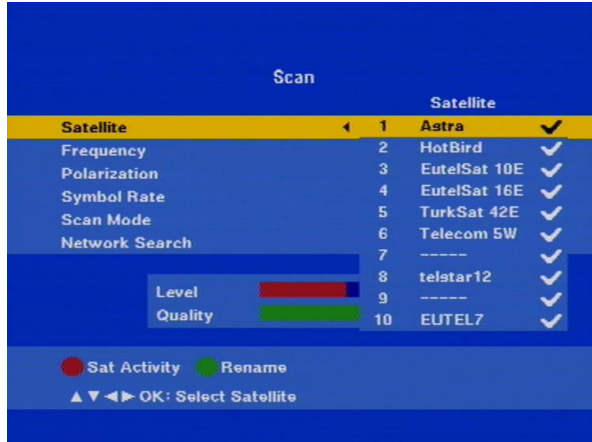 Scan
Satellite
Satellite 1 Astra
Frequency 2 HotBird
Polarization 3 EutelSat 10E
Symbol Rate 4 EutelSat 16E
Scan Mode 5 TurkSat 42E
Network Search 6 Telecom 5W
7 -----
Level 8 telstar12
Quality 9 -----
10 EUTEL7
Sat Activity Rename
▲▼◄► OK: Select Satellite